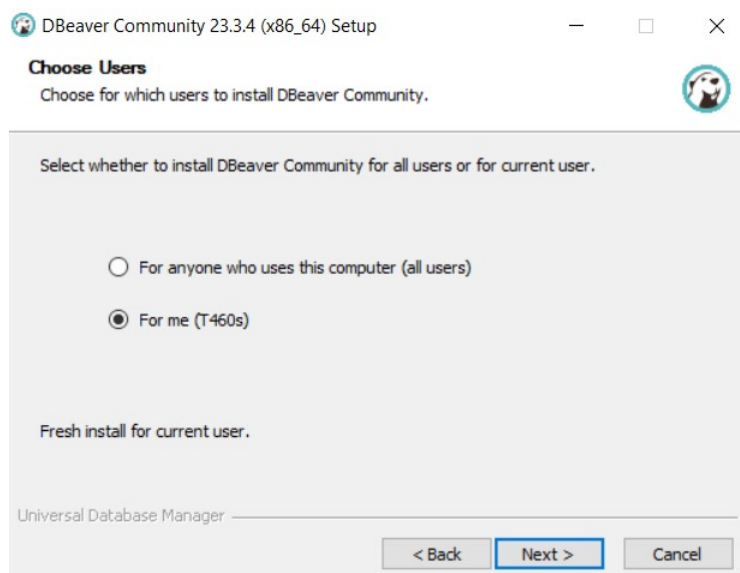 DBeaver Community 23.3.4 (x86_64) Setup
Choose Users
Choose for which users to install DBeaver Community.
Select whether to install DBeaver Community for all users or for current user.
For anyone who uses this computer (all users)
For me (T460s)
Fresh install for current user.
Universal Database Manager
< Back Next > Cancel